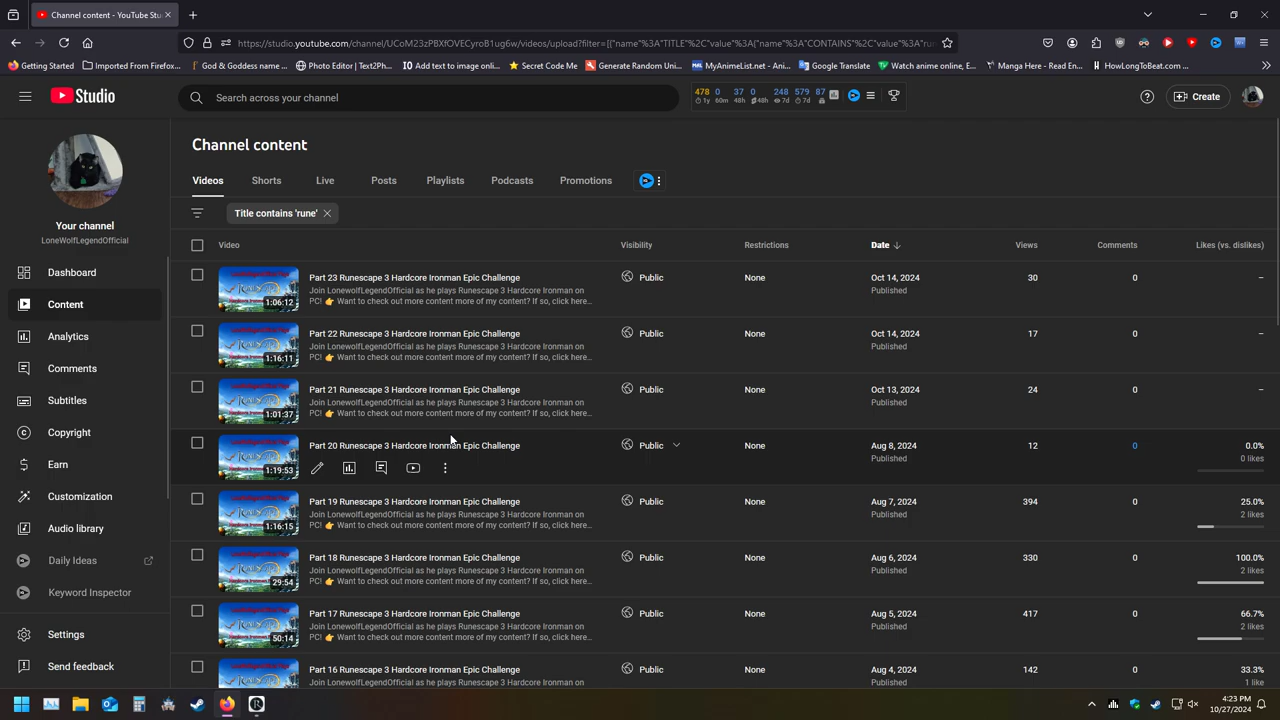 Channel content - YouTube Stu
https://studio.youtube.com/channel/UCoM23zPBXfOVECyroB1ug6w/videos/upload?filter=[{"name"%3A"TITLE"%2C"value"%3A{"name"%3A"CONTAINS"%2C"value"%3A"run
Getting Started
Imported From Firefox...
God & Goddess name ...
Photo Editor | Text2Ph...
Add text to image onli...
Secret Code Me
Generate Random Uni...
MyAnimeList.net - Ani...
Google Translate
Watch anime online, E...
Manga Here - Read En...
HowLongToBeat.com ...
Studio
Search across your channel
478 0 37 0 248 579 87
1y 60m 48h 48h 7d 7d
Create
Your channel
LoneWolfLegendOfficial
Dashboard
Content
Analytics
Comments
Subtitles
Copyright
Earn
Customization
Audio library
Daily Ideas
Keyword Inspector
Settings
Send feedback
Channel content
Videos Shorts Live Posts Playlists Podcasts Promotions
Title contains 'rune'
Video Visibility Restrictions Date Views Comments Likes (vs. dislikes)
1:06:12
Part 23 Runescape 3 Hardcore Ironman Epic Challenge
Join LoneWolfLegendOfficial as he plays Runescape 3 Hardcore Ironman on
PC! 👉 Want to check out more content more of my content? If so, click here...
Public None Oct 14, 2024 30 0 –
Published
1:16:11
Part 22 Runescape 3 Hardcore Ironman Epic Challenge
Join LoneWolfLegendOfficial as he plays Runescape 3 Hardcore Ironman on
PC! 👉 Want to check out more content more of my content? If so, click here...
Public None Oct 14, 2024 17 0 –
Published
1:01:37
Part 21 Runescape 3 Hardcore Ironman Epic Challenge
Join LoneWolfLegendOfficial as he plays Runescape 3 Hardcore Ironman on
PC! 👉 Want to check out more content more of my content? If so, click here...
Public None Oct 13, 2024 24 0 –
Published
1:19:53
Part 20 Runescape 3 Hardcore Ironman Epic Challenge
Public None Aug 8, 2024 12 0 0.0%
Published 0 likes
1:16:15
Part 19 Runescape 3 Hardcore Ironman Epic Challenge
Join LoneWolfLegendOfficial as he plays Runescape 3 Hardcore Ironman on
PC! 👉 Want to check out more content more of my content? If so, click here...
Public None Aug 7, 2024 394 0 25.0%
Published 2 likes
29:54
Part 18 Runescape 3 Hardcore Ironman Epic Challenge
Join LoneWolfLegendOfficial as he plays Runescape 3 Hardcore Ironman on
PC! 👉 Want to check out more content more of my content? If so, click here...
Public None Aug 6, 2024 330 0 100.0%
Published 2 likes
50:14
Part 17 Runescape 3 Hardcore Ironman Epic Challenge
Join LoneWolfLegendOfficial as he plays Runescape 3 Hardcore Ironman on
PC! 👉 Want to check out more content more of my content? If so, click here...
Public None Aug 5, 2024 417 0 66.7%
Published 2 likes
Part 16 Runescape 3 Hardcore Ironman Epic Challenge
Join LoneWolfLegendOfficial as he plays Runescape 3 Hardcore Ironman on
Public None Aug 4, 2024 142 0 33.3%
Published 1 like
4:23 PM
10/27/2024